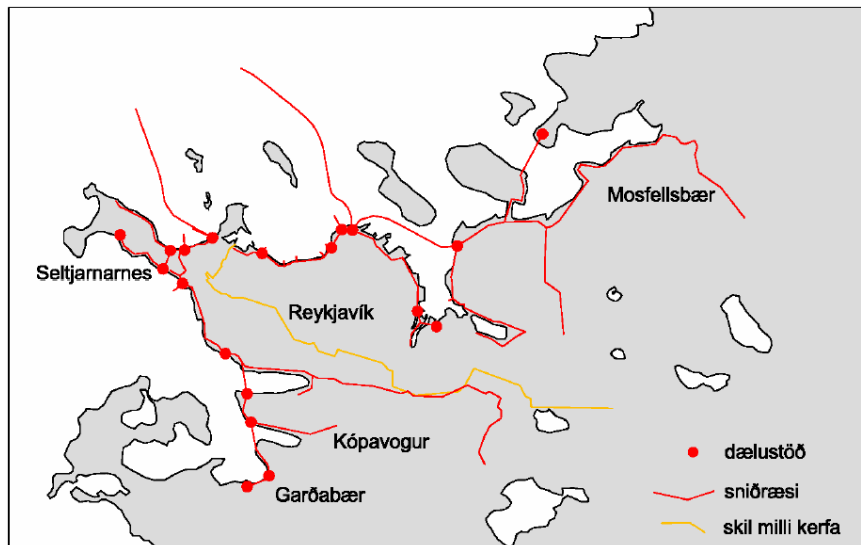 Mosfellsbær
Seltjarnarnes
Reykjavík
Kópavogur
Garðabær
dælustöð
sniðræsi
skil milli kerfa